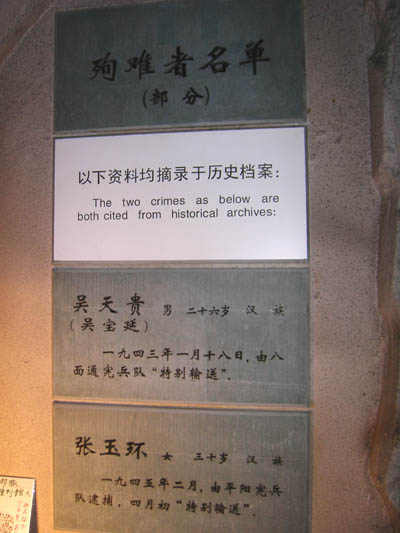 殉难者名单
(部分)
以下资料均摘录于历史档案：
The two crimes as below are
both cited from historical archives:
吴天贵 男 二十六岁 汉族
(吴宝延)
一九四三年一月十八日，由八
面通宪兵队“特别输送”.
张玉环 女 三十岁 汉族
一九四五年二月，由平阳宪兵
队逮捕，四月初“特别输送”.